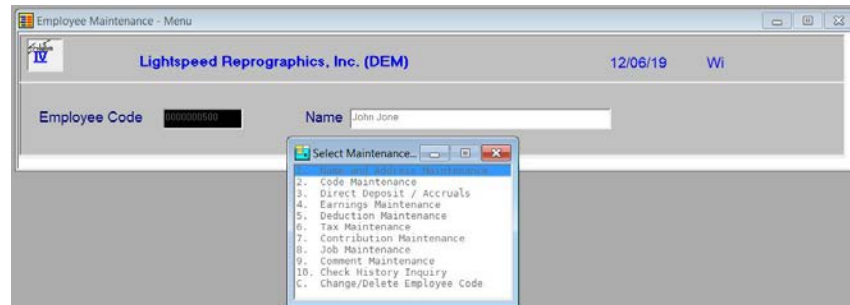 Employee Maintenance - Menu
IV
Lightspeed Reprographics, Inc. (DEM) 12/06/19 Wi
Employee Code 0000000500 Name John Jone
Select Maintenance...
1. Name and Address Maintenance
2. Code Maintenance
3. Direct Deposit / Accruals
4. Earnings Maintenance
5. Deduction Maintenance
6. Tax Maintenance
7. Contribution Maintenance
8. Job Maintenance
9. Comment Maintenance
10. Check History Inquiry
C. Change/Delete Employee Code